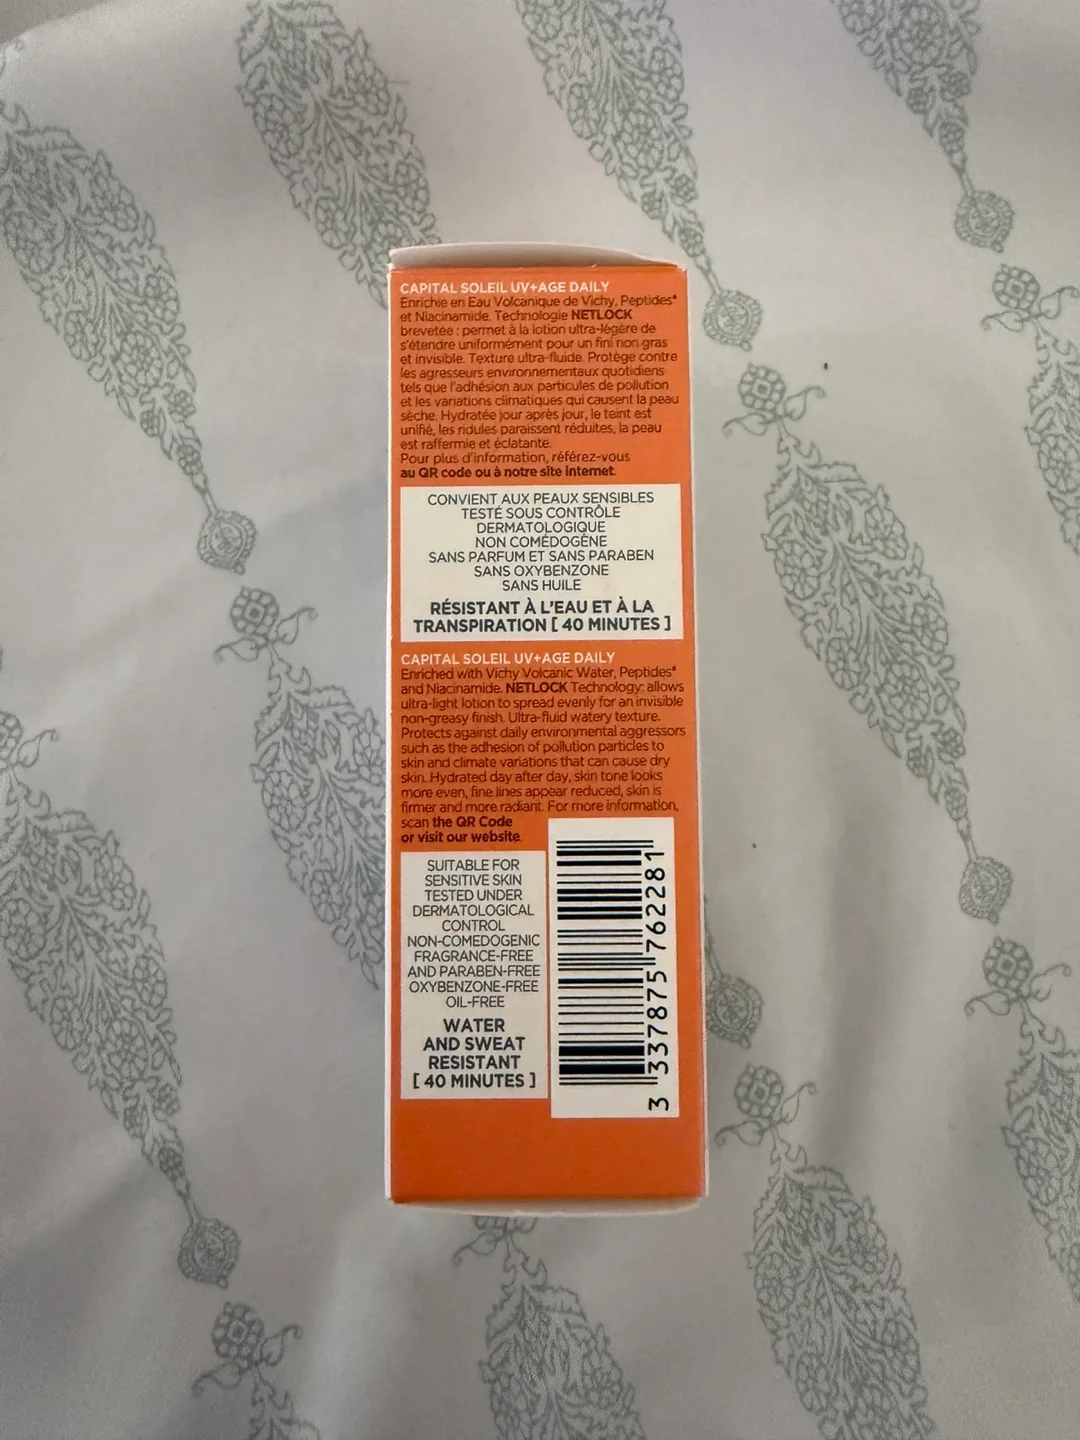 CAPITAL SOLEIL UV+AGE DAILY
Enrichie en Eau Volcanique de Vichy, Peptides*
et Niacinamide. Technologie NETLOCK
brevetée : permet à la lotion ultra-légère de
s'étendre uniformément pour un fini non gras
et invisible. Texture ultra-fluide. Protège contre
les agresseurs environnementaux quotidiens
tels que l'adhésion aux particules de pollution
et les variations climatiques qui causent la peau
sèche. Hydratée jour après jour, le teint est
unifié, les ridules paraissent réduites, la peau
est raffermie et éclatante.
Pour plus d'information, référez-vous
au QR code ou à notre site internet.
CONVIENT AUX PEAUX SENSIBLES
TESTÉ SOUS CONTRÔLE
DERMATOLOGIQUE
NON COMÉDOGÈNE
SANS PARFUM ET SANS PARABEN
SANS OXYBENZONE
SANS HUILE
RÉSISTANT À L'EAU ET À LA
TRANSPIRATION [ 40 MINUTES ]
CAPITAL SOLEIL UV+AGE DAILY
Enriched with Vichy Volcanic Water, Peptides*
and Niacinamide. NETLOCK Technology: allows
ultra-light lotion to spread evenly for an invisible
non-greasy finish. Ultra-fluid watery texture.
Protects against daily environmental aggressors
such as the adhesion of pollution particles to
skin and climate variations that can cause dry
skin. Hydrated day after day, skin tone looks
more even, fine lines appear reduced, skin is
firmer and more radiant. For more information,
scan the QR Code
or visit our website.
SUITABLE FOR
SENSITIVE SKIN
TESTED UNDER
DERMATOLOGICAL
CONTROL
NON-COMEDOGENIC
FRAGRANCE-FREE
AND PARABEN-FREE
OXYBENZONE-FREE
OIL-FREE
WATER
AND SWEAT
RESISTANT
[ 40 MINUTES ]
3 337875 762281